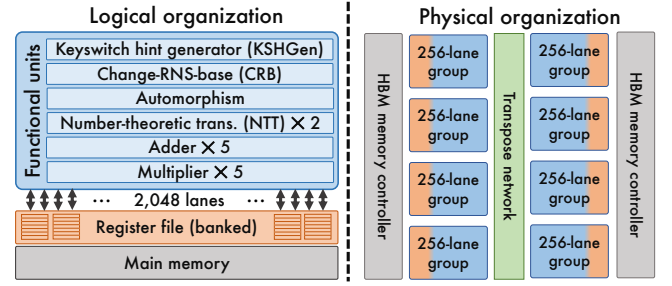 Logical organization
Functional units
Keyswitch hint generator (KSHGen)
Change-RNS-base (CRB)
Automorphism
Number-theoretic trans. (NTT) × 2
Adder × 5
Multiplier × 5
... 2,048 lanes ...
Register file (banked)
Main memory
Physical organization
HBM memory controller
256-lane
group
256-lane
group
256-lane
group
256-lane
group
Transpose network
256-lane
group
256-lane
group
256-lane
group
256-lane
group
HBM memory controller